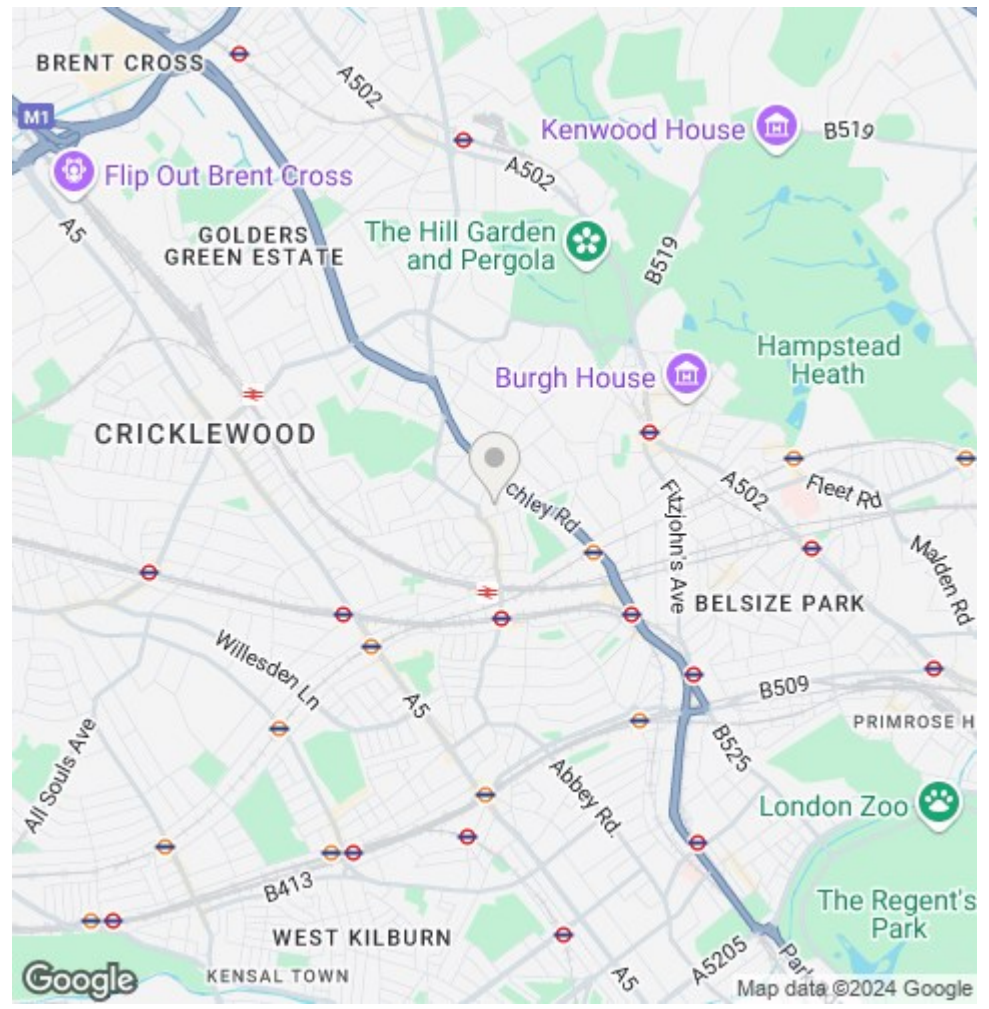 BRENT CROSS
A502
M1
Kenwood House
B519
A502
Flip Out Brent Cross
A5
GOLDERS
GREEN ESTATE
The Hill Garden
and Pergola
B519
Hampstead
Heath
Burgh House
CRICKLEWOOD
A502
Fleet Rd
chley Rd
Fitzjohn's Ave
Malden Rd
BELSIZE PARK
Willesden Ln
A5
B509
PRIMROSE H
B525
All Souls Ave
Abbey Rd.
London Zoo
B413
The Regent's
Park
WEST KILBURN
A5205
Park
KENSAL TOWN
A5
Google
Map data ©2024 Google